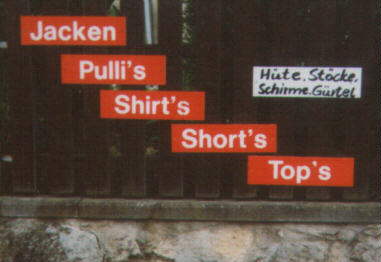 Jacken
Pulli's
Shirt's
Short's
Top's
Hüte, Stöcke,
Schirme, Gürtel